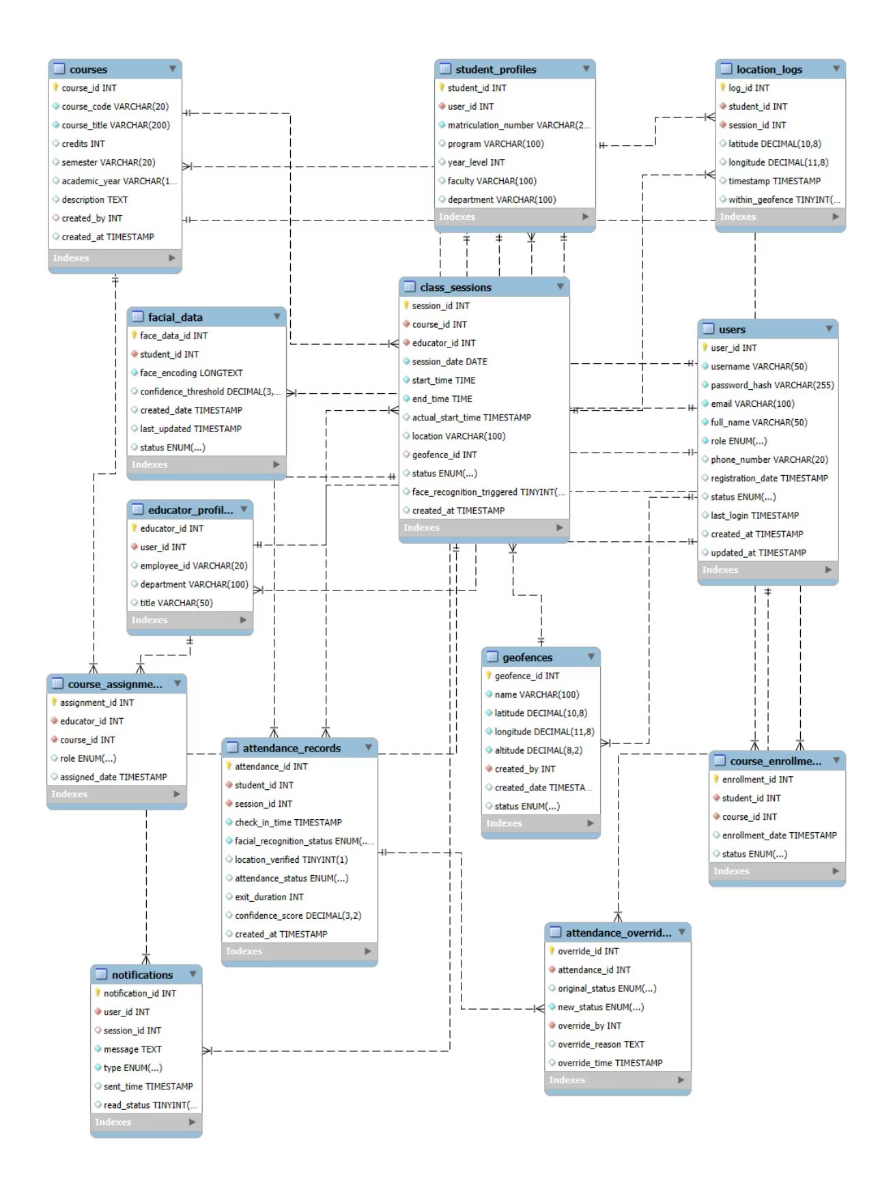 courses
course_id INT
course_code VARCHAR(20)
course_title VARCHAR(200)
credits INT
semester VARCHAR(20)
academic_year VARCHAR(1...
description TEXT
created_by INT
created_at TIMESTAMP
Indexes
student_profiles
student_id INT
user_id INT
matriculation_number VARCHAR(2...
program VARCHAR(100)
year_level INT
faculty VARCHAR(100)
department VARCHAR(100)
Indexes
location_logs
log_id INT
student_id INT
session_id INT
latitude DECIMAL(10,8)
longitude DECIMAL(11,8)
timestamp TIMESTAMP
within_geofence TINYINT(...
Indexes
class_sessions
session_id INT
course_id INT
educator_id INT
session_date DATE
start_time TIME
end_time TIME
actual_start_time TIMESTAMP
location VARCHAR(100)
geofence_id INT
status ENUM(...)
face_recognition_triggered TINYINT(...
created_at TIMESTAMP
Indexes
facial_data
face_data_id INT
student_id INT
face_encoding LONGTEXT
confidence_threshold DECIMAL(3,...
created_date TIMESTAMP
last_updated TIMESTAMP
status ENUM(...)
Indexes
users
user_id INT
username VARCHAR(50)
password_hash VARCHAR(255)
email VARCHAR(100)
full_name VARCHAR(50)
role ENUM(...)
phone_number VARCHAR(20)
registration_date TIMESTAMP
status ENUM(...)
last_login TIMESTAMP
created_at TIMESTAMP
updated_at TIMESTAMP
Indexes
educator_profil...
educator_id INT
user_id INT
employee_id VARCHAR(20)
department VARCHAR(100)
title VARCHAR(50)
Indexes
geofences
geofence_id INT
name VARCHAR(100)
latitude DECIMAL(10,8)
longitude DECIMAL(11,8)
altitude DECIMAL(8,2)
created_by INT
created_date TIMESTA...
status ENUM(...)
Indexes
course_assignme...
assignment_id INT
educator_id INT
course_id INT
role ENUM(...)
assigned_date TIMESTAMP
Indexes
attendance_records
attendance_id INT
student_id INT
session_id INT
check_in_time TIMESTAMP
facial_recognition_status ENUM(...
location_verified TINYINT(1)
attendance_status ENUM(...)
exit_duration INT
confidence_score DECIMAL(3,2)
created_at TIMESTAMP
Indexes
course_enrollme...
enrollment_id INT
student_id INT
course_id INT
enrollment_date TIMESTAMP
status ENUM(...)
Indexes
attendance_overrid...
override_id INT
attendance_id INT
original_status ENUM(...)
new_status ENUM(...)
override_by INT
override_reason TEXT
override_time TIMESTAMP
Indexes
notifications
notification_id INT
user_id INT
session_id INT
message TEXT
type ENUM(...)
sent_time TIMESTAMP
read_status TINYINT(...
Indexes